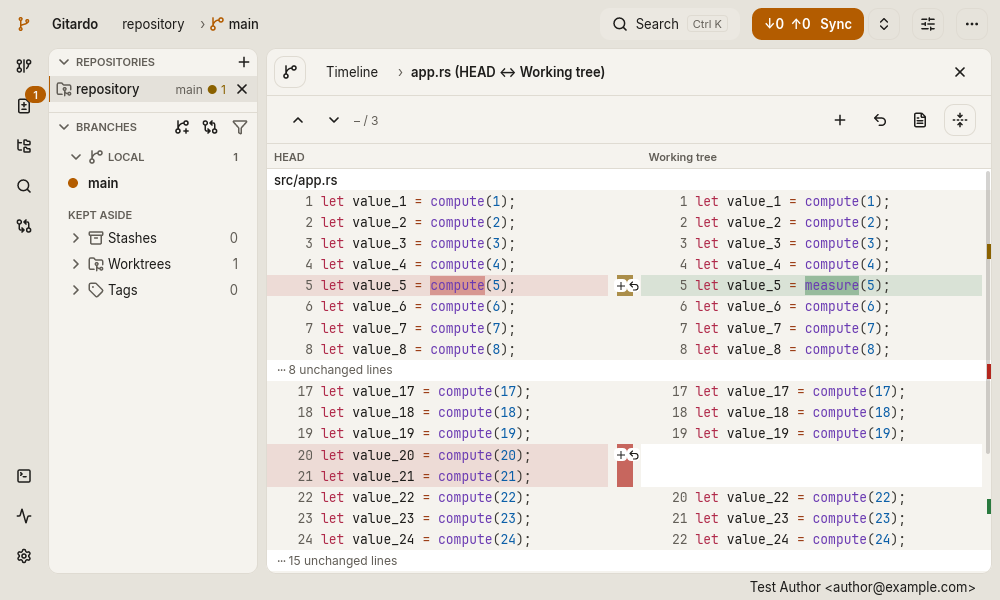 Gitardo repository › main Search Ctrl K ↓0 ↑0 Sync
REPOSITORIES
repository main 1
1
BRANCHES
LOCAL 1
main
KEPT ASIDE
Stashes 0
Worktrees 1
Tags 0
Timeline › app.rs (HEAD ↔ Working tree)
– / 3
HEAD Working tree
src/app.rs
1 let value_1 = compute(1); 1 let value_1 = compute(1);
2 let value_2 = compute(2); 2 let value_2 = compute(2);
3 let value_3 = compute(3); 3 let value_3 = compute(3);
4 let value_4 = compute(4); 4 let value_4 = compute(4);
5 let value_5 = compute(5); 5 let value_5 = measure(5);
6 let value_6 = compute(6); 6 let value_6 = compute(6);
7 let value_7 = compute(7); 7 let value_7 = compute(7);
8 let value_8 = compute(8); 8 let value_8 = compute(8);
··· 8 unchanged lines
17 let value_17 = compute(17); 17 let value_17 = compute(17);
18 let value_18 = compute(18); 18 let value_18 = compute(18);
19 let value_19 = compute(19); 19 let value_19 = compute(19);
20 let value_20 = compute(20);
21 let value_21 = compute(21);
22 let value_22 = compute(22); 20 let value_22 = compute(22);
23 let value_23 = compute(23); 21 let value_23 = compute(23);
24 let value_24 = compute(24); 22 let value_24 = compute(24);
··· 15 unchanged lines
Test Author <author@example.com>